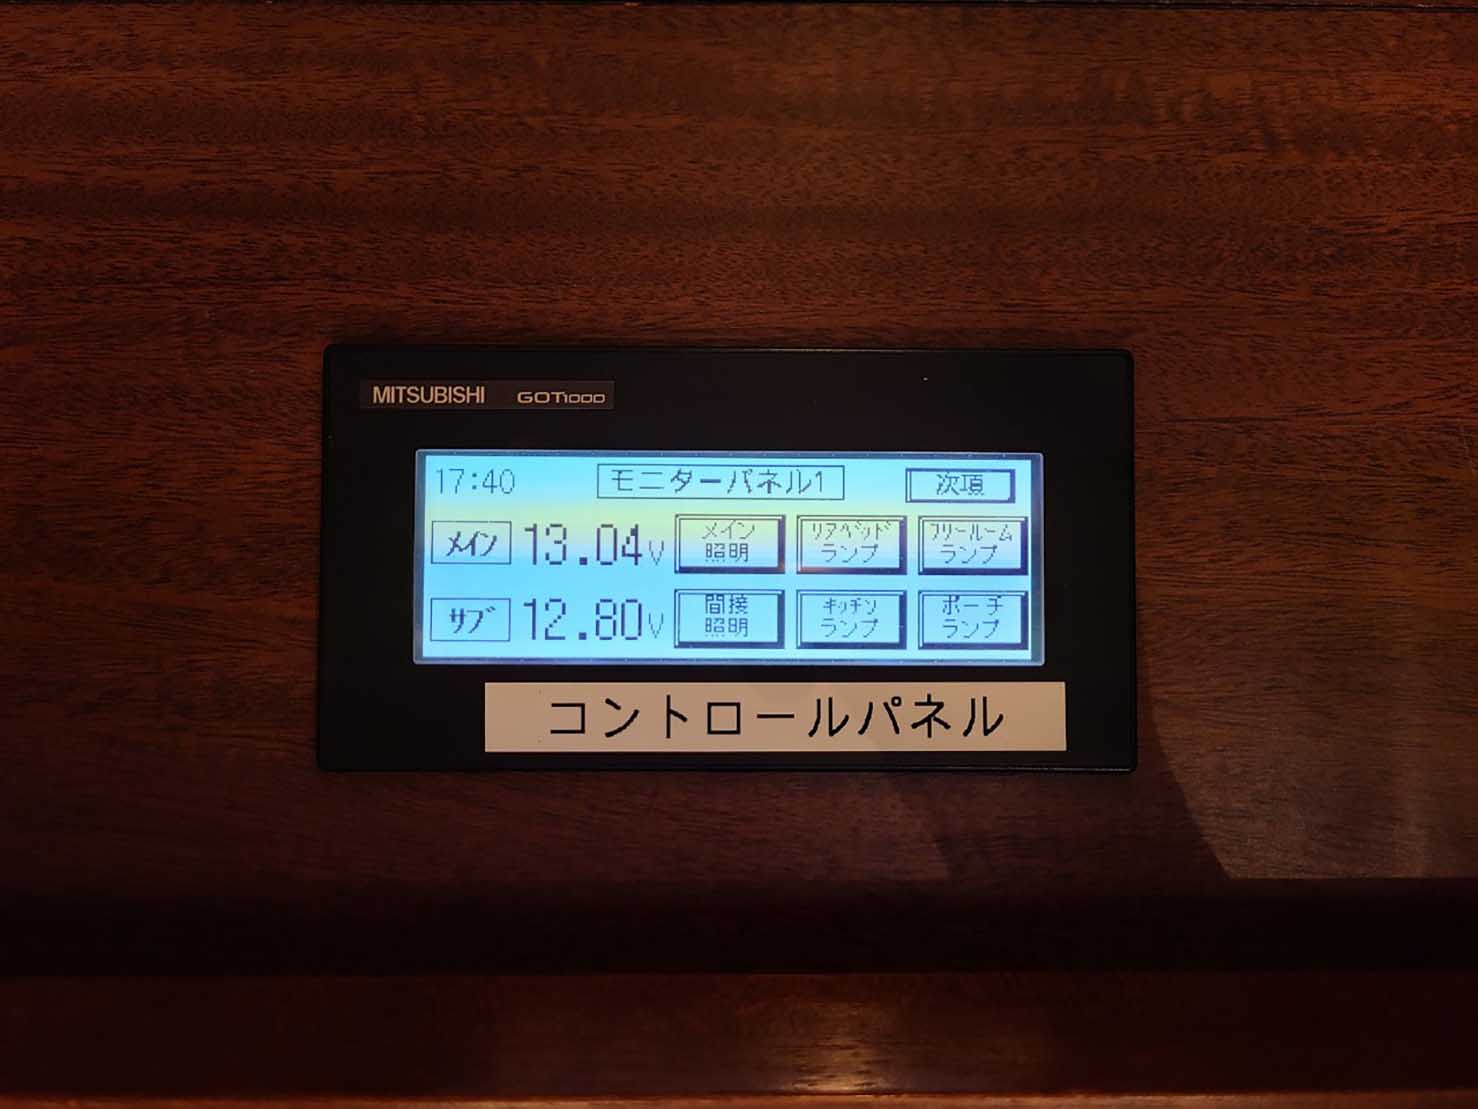 MITSUBISHI GOT1000
17:40 モニターパネル1 次項
メイン 13.04V
メイン
照明
リアベッド
ランプ
フリールーム
ランプ
サブ 12.80V
間接
照明
キッチン
ランプ
ポーチ
ランプ
コントロールパネル